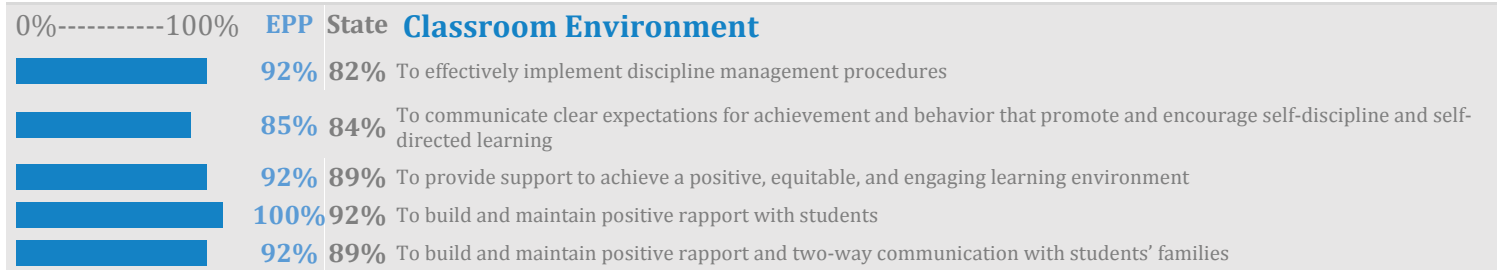 0%-----------100% EPP State Classroom Environment
92% 82% To effectively implement discipline management procedures
85% 84% To communicate clear expectations for achievement and behavior that promote and encourage self-discipline and self-
directed learning
92% 89% To provide support to achieve a positive, equitable, and engaging learning environment
100% 92% To build and maintain positive rapport with students
92% 89% To build and maintain positive rapport and two-way communication with students’ families